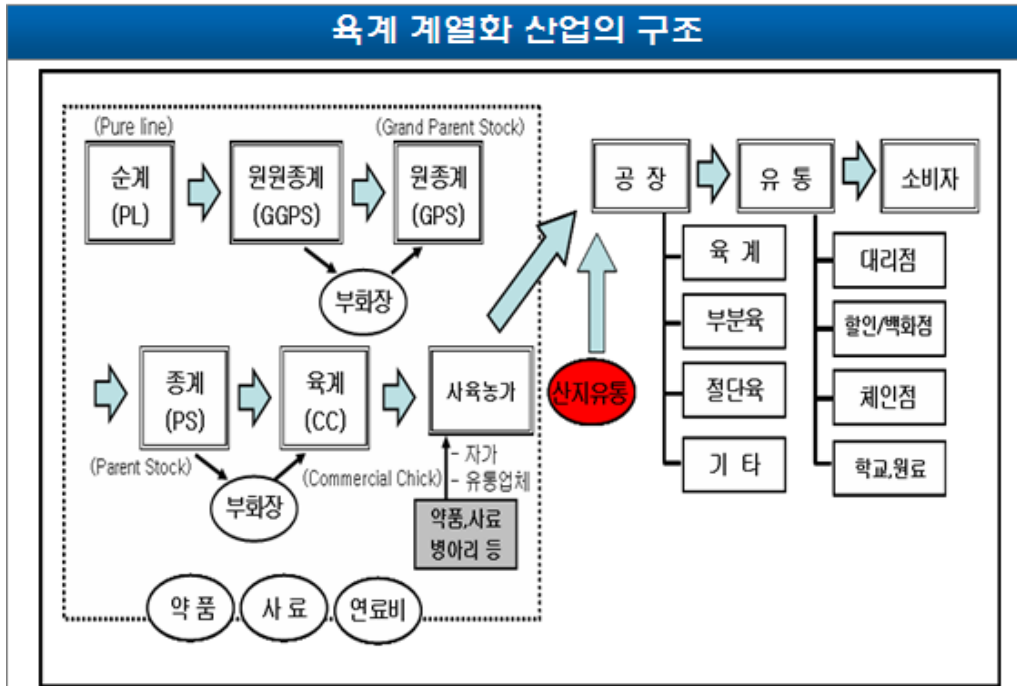 육계 계열화 산업의 구조
(Pure line)
(Grand Parent Stock)
순계
(PL)
원원종계
(GGPS)
원종계
(GPS)
부화장
종계
(PS)
육계
(CC)
사육농가
(Parent Stock)
(Commercial Chick)
부화장
- 자가
- 유통업체
약품,사료
병아리 등
약 품
사 료
연료비
산지유통
공 장
유 통
소비자
육 계
부분육
절단육
기 타
대리점
할인/백화점
체인점
학교,원료